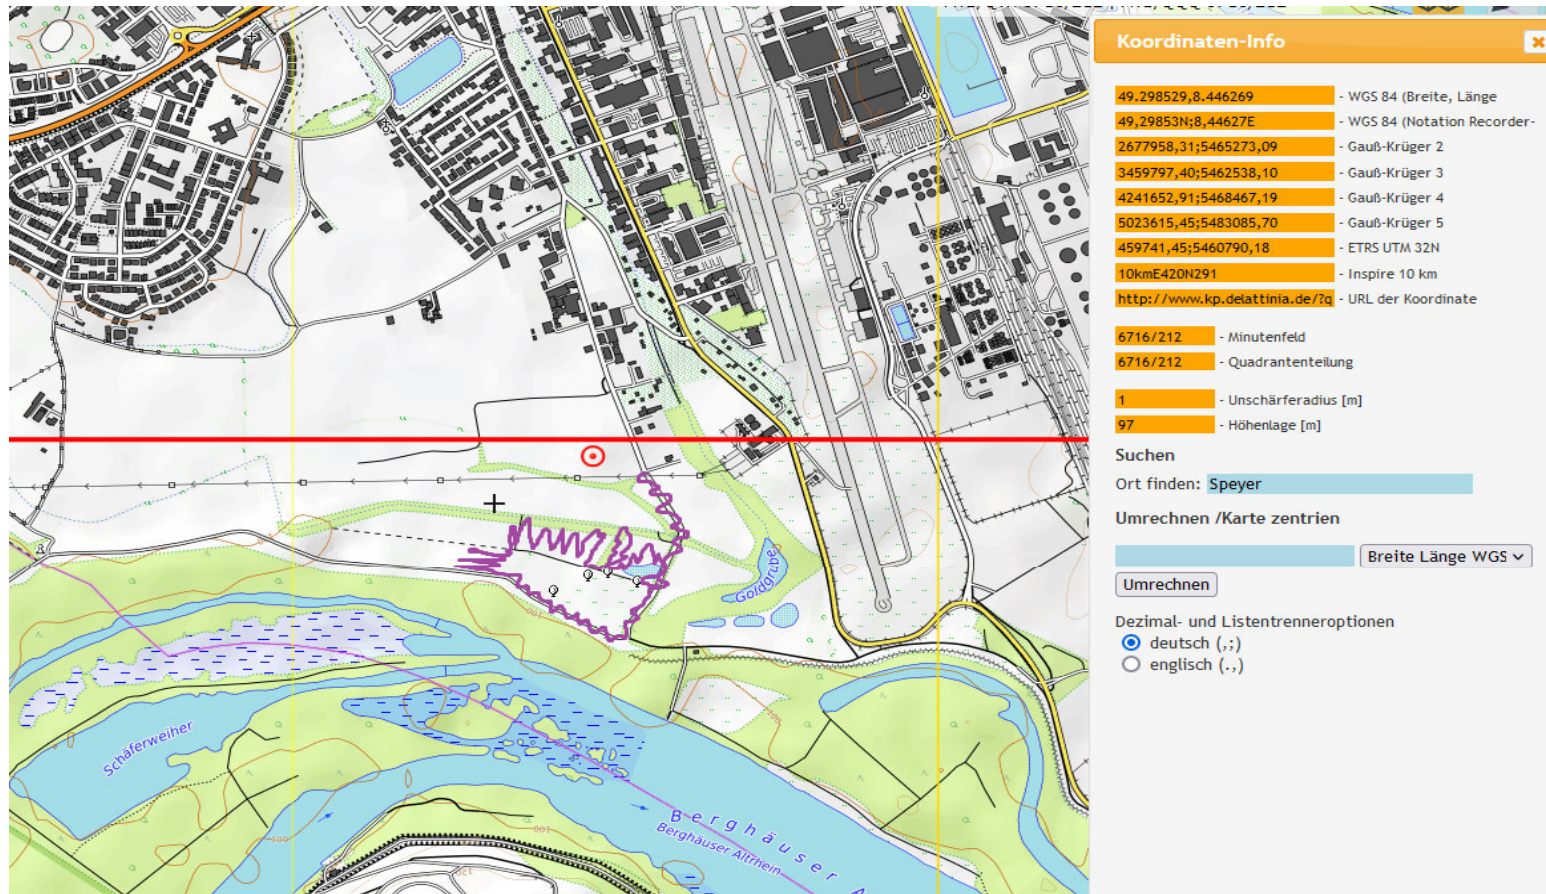 Koordinaten-Info
49.298529,8.446269 - WGS 84 (Breite, Länge
49,29853N;8,44627E - WGS 84 (Notation Recorder-
2677958,31;5465273,09 - Gauß-Krüger 2
3459797,40;5462538,10 - Gauß-Krüger 3
4241652,91;5468467,19 - Gauß-Krüger 4
5023615,45;5483085,70 - Gauß-Krüger 5
459741,45;5460790,18 - ETRS UTM 32N
10kmE420N291 - Inspire 10 km
http://www.kp.delattinia.de/?q - URL der Koordinate
6716/212 - Minutenfeld
6716/212 - Quadrantenteilung
1 - Unschärferadius [m]
97 - Höhenlage [m]
Suchen
Ort finden: Speyer
Umrechnen /Karte zentrien
Breite Länge WGS
Umrechnen
Dezimal- und Listentrenneroptionen
deutsch (,;)
englisch (.,)
Goldgrube
100
Schäferweiher
100
100
100
Berghäuser A
Berghäuser Altrhein